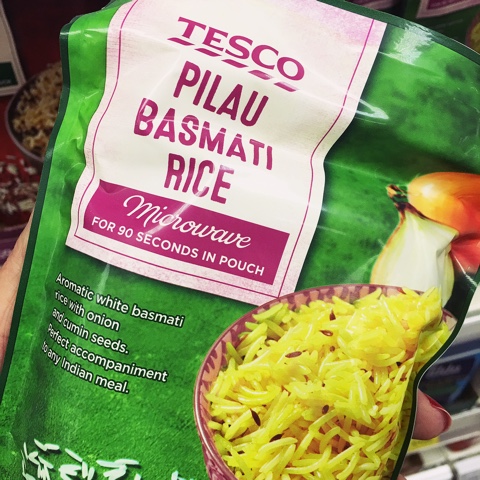 TESCO
PILAU
BASMATI
RICE
Microwave
FOR 90 SECONDS IN POUCH
Aromatic white basmati
rice with onion
and cumin seeds.
Perfect accompaniment
to any Indian meal.